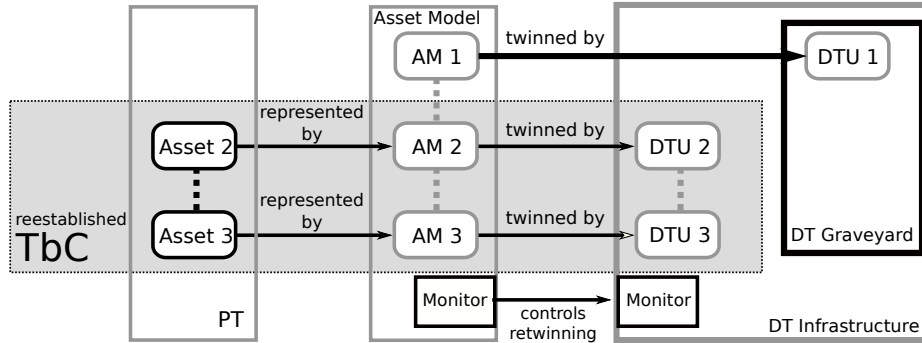 Asset Model
AM 1
twinned by
DTU 1
represented
by
twinned by
Asset 2
AM 2
DTU 2
represented
by
twinned by
reestablished
TbC
Asset 3
AM 3
DTU 3
DT Graveyard
Monitor
controls
retwinning
Monitor
PT
DT Infrastructure